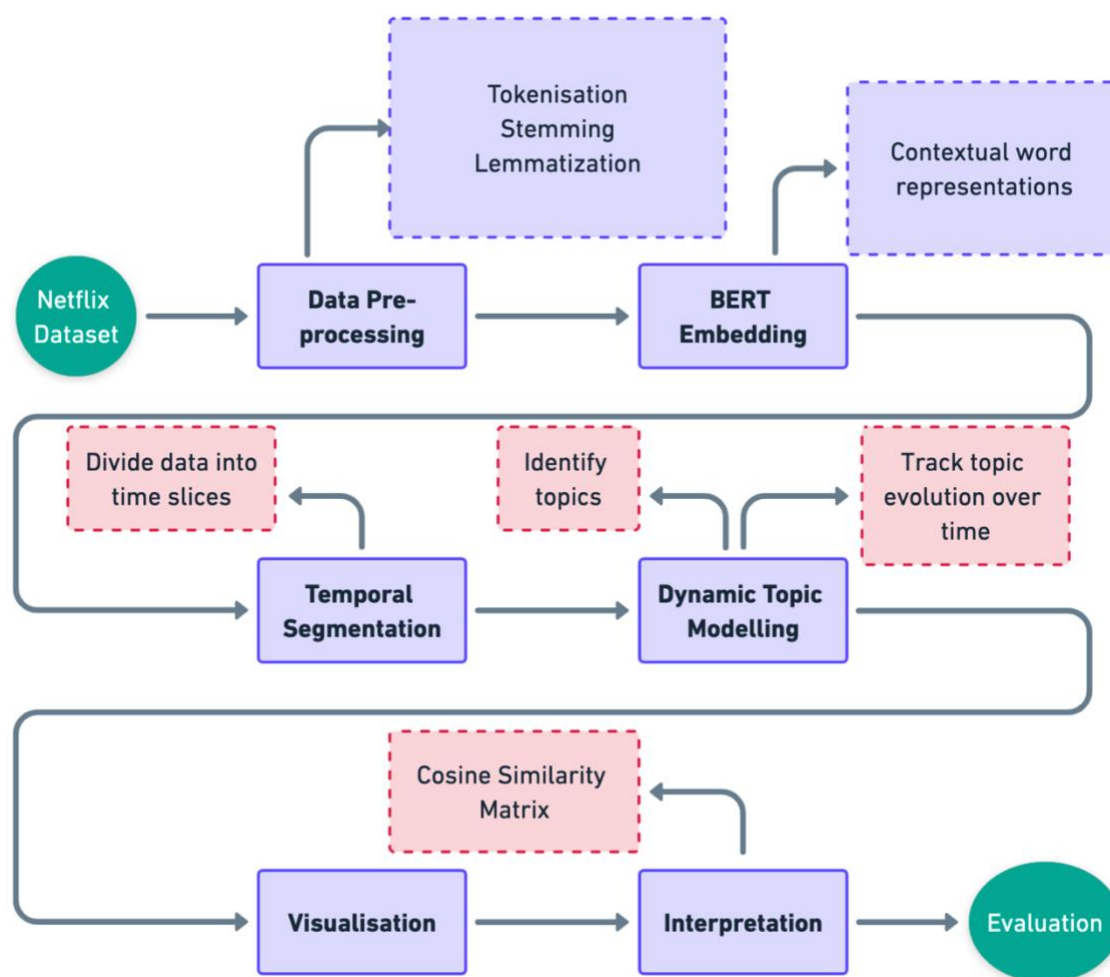 Tokenisation
Stemming
Lemmatization
Contextual word
representations
Netflix
Dataset
Data Pre-
processing
BERT
Embedding
Divide data into
time slices
Identify
topics
Track topic
evolution over
time
Temporal
Segmentation
Dynamic Topic
Modelling
Cosine Similarity
Matrix
Visualisation
Interpretation
Evaluation